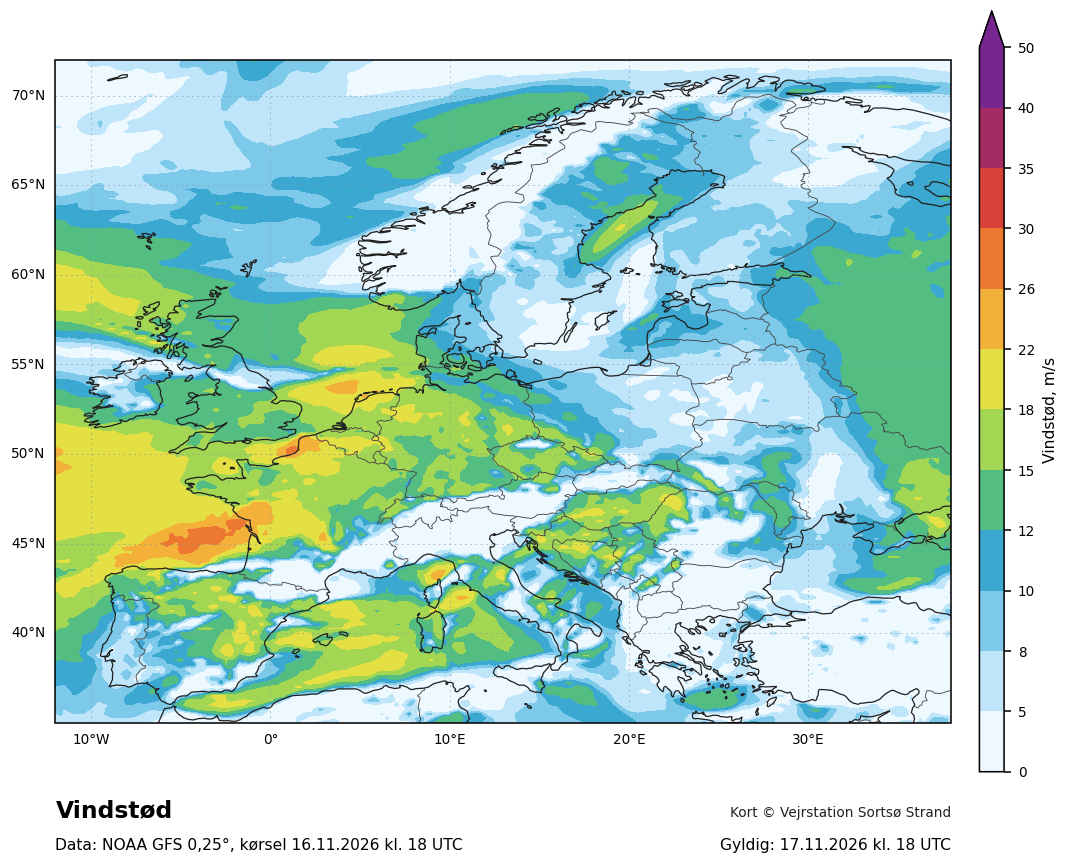 70°N
65°N
60°N
55°N
50°N
45°N
40°N
10°W
0°
10°E
20°E
30°E
50
40
35
30
26
22
18
15
12
10
8
5
0
Vindstød, m/s
Vindstød
Kort © Vejrstation Sortsø Strand
Data: NOAA GFS 0,25°, kørsel 16.11.2026 kl. 18 UTC
Gyldig: 17.11.2026 kl. 18 UTC